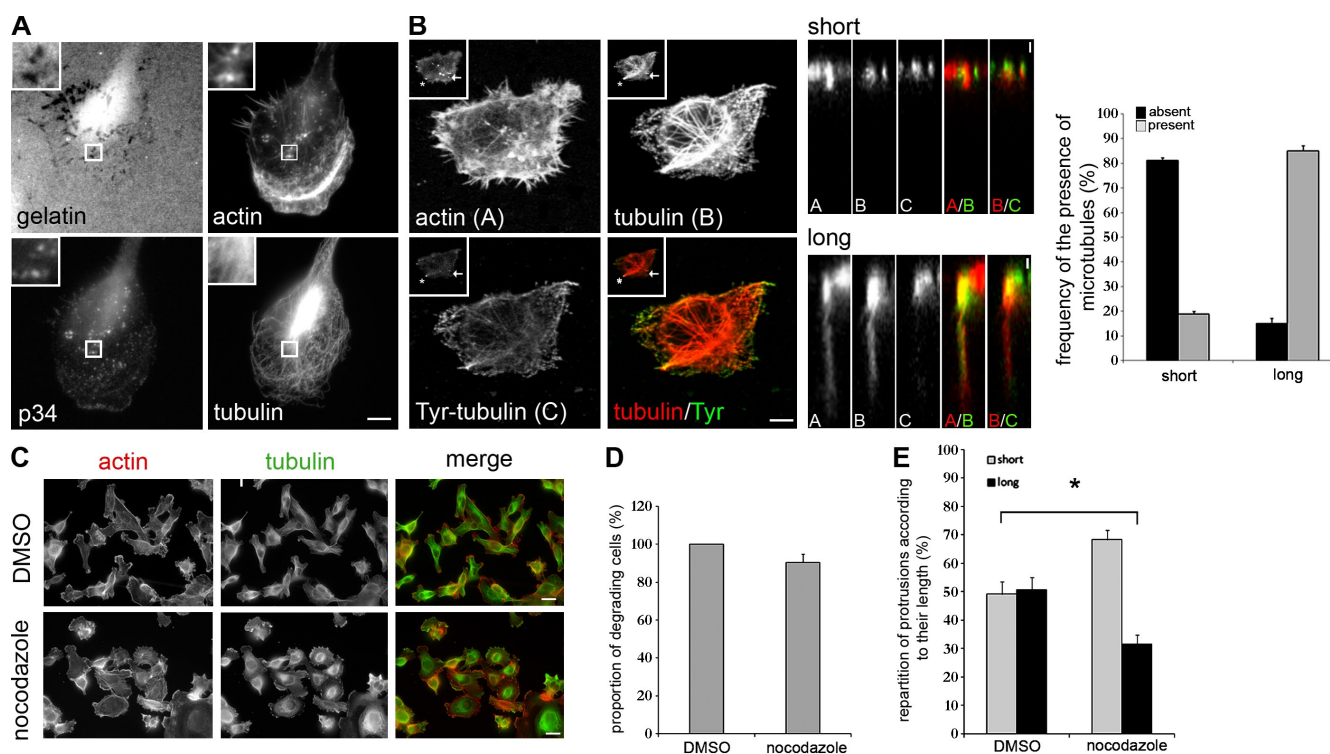 A
gelatin
actin
p34
tubulin
B
actin (A)
tubulin (B)
Tyr-tubulin (C)
tubulin/Tyr
*
*
*
*
short
A
B
C
A/B
B/C
long
A
B
C
A/B
B/C
frequency of the presence of
microtubules (%)
absent
present
100
90
80
70
60
50
40
30
20
10
0
short
long
C
actin
tubulin
merge
DMSO
nocodazole
D
proportion of degrading cells (%)
120
100
80
60
40
20
0
DMSO
nocodazole
E
repartition of protrusions according
to their length (%)
short
long
*
100
90
80
70
60
50
40
30
20
10
0
DMSO
nocodazole